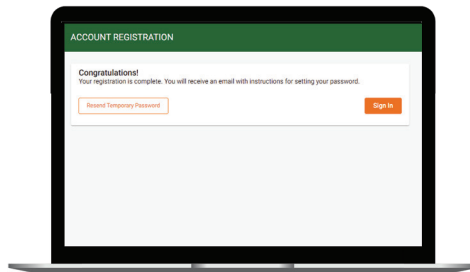 ACCOUNT REGISTRATION
Congratulations!
Your registration is complete. You will receive an email with instructions for setting your password.
Resend Temporary Password
Sign In